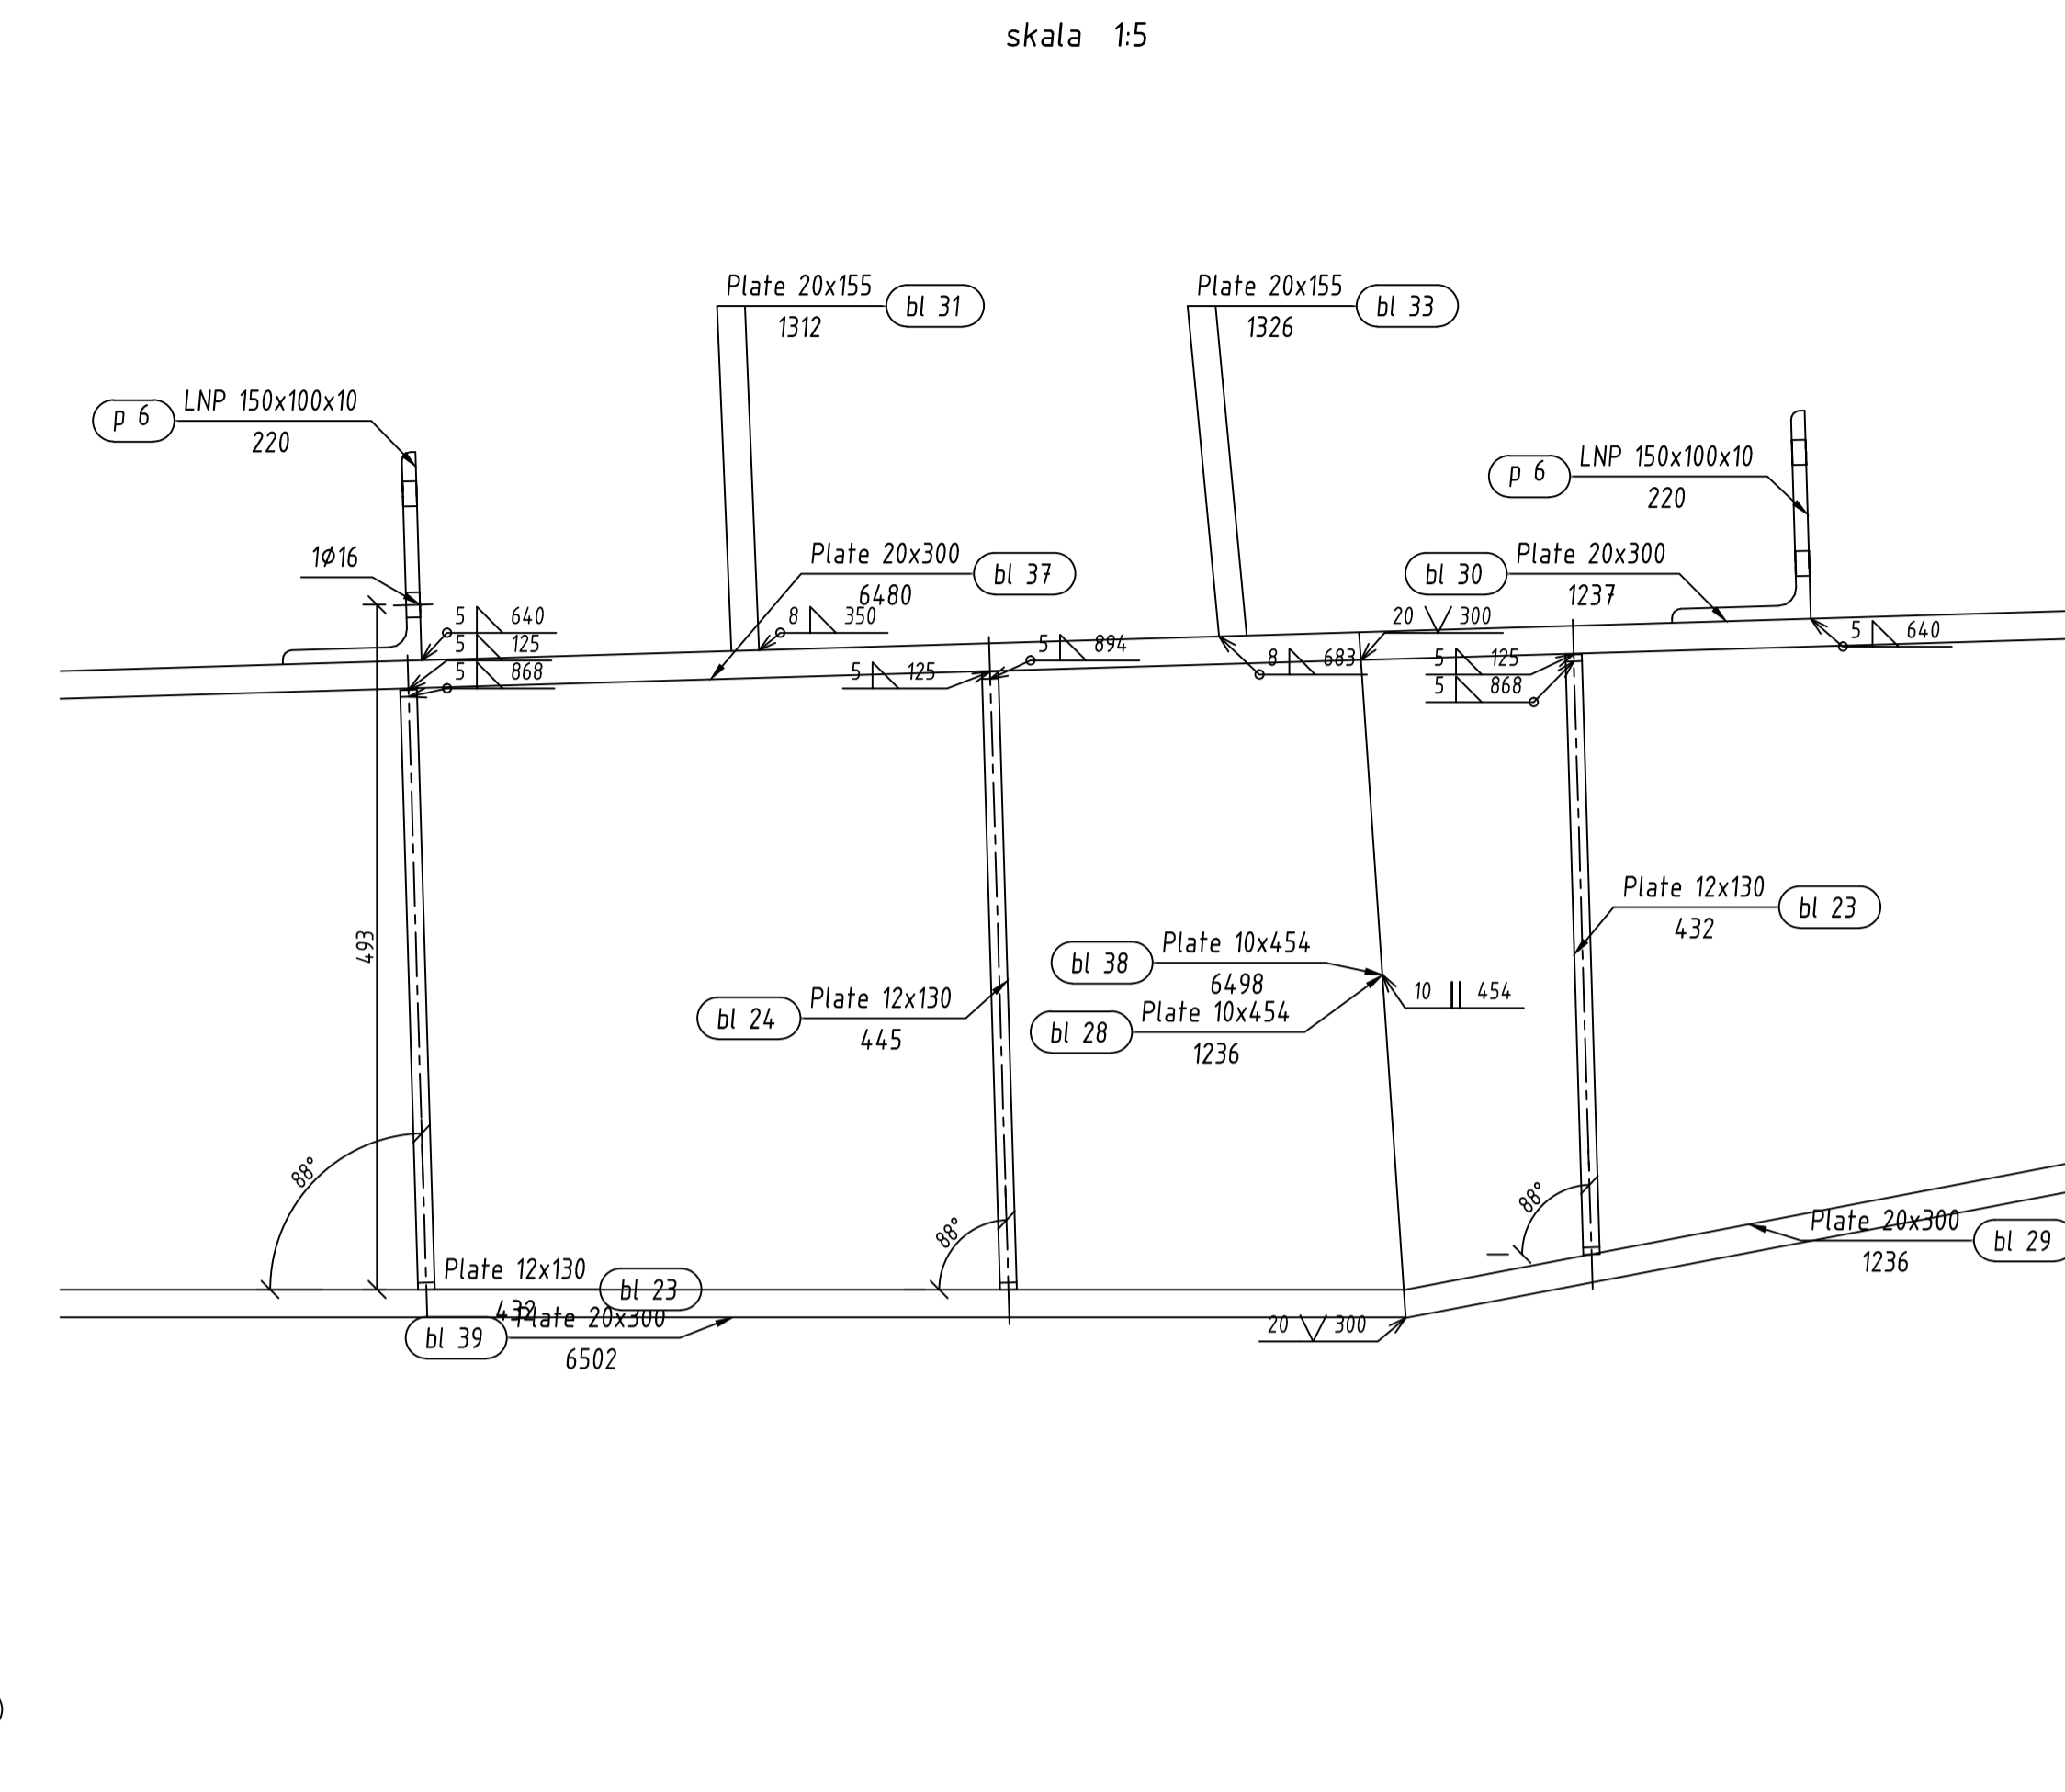 skala 1:5
Plate 20x155
bl 31
1312
Plate 20x155
bl 33
1326
p 6
LNP 150x100x10
220
p 6
LNP 150x100x10
220
1Ø16
Plate 20x300
bl 37
6480
bl 30
Plate 20x300
1237
5 640
5 125
5 868
8 350
5 125
5 894
20 300
8 683
5 125
5 868
5 640
493
Plate 12x130
bl 23
432
bl 38
Plate 10x454
6498
10 454
bl 24
Plate 12x130
445
bl 28
Plate 10x454
1236
88°
88°
88°
Plate 20x300
bl 29
1236
Plate 12x130
bl 23
432
bl 39
Plate 20x300
6502
20 300